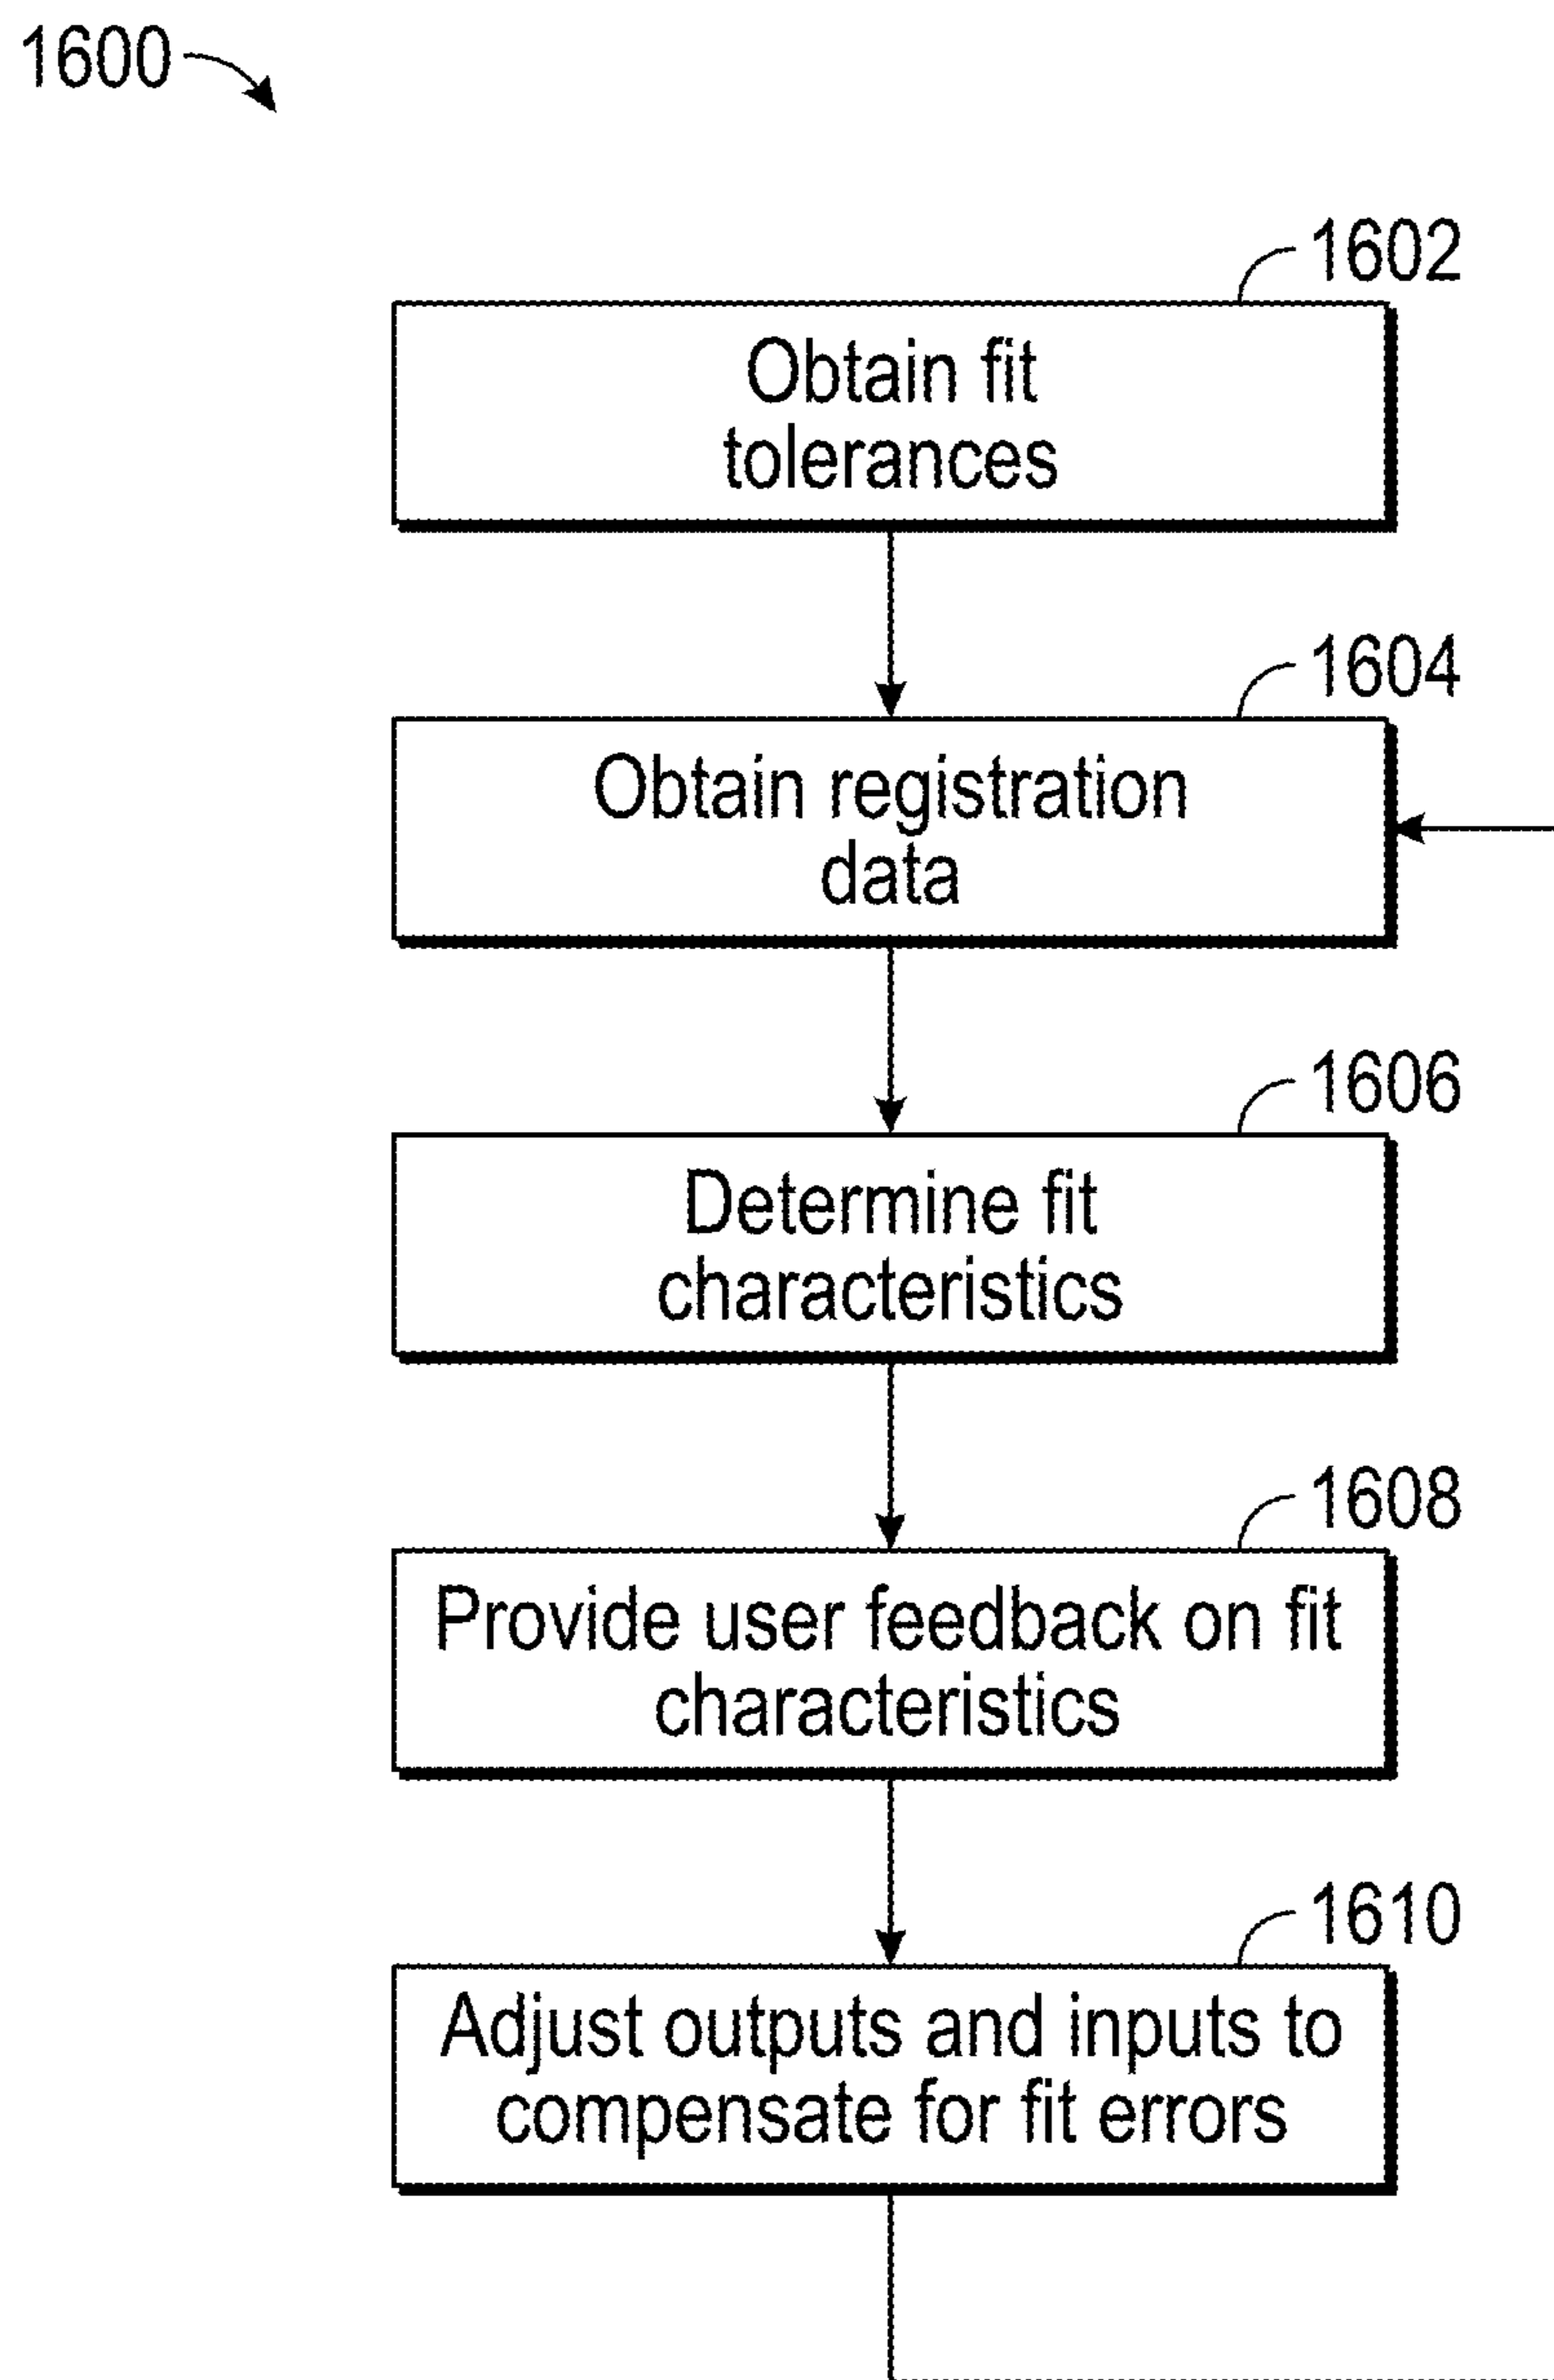 1600
1602
Obtain fit
tolerances
1604
Obtain registration
data
1606
Determine fit
characteristics
1608
Provide user feedback on fit
characteristics
1610
Adjust outputs and inputs to
compensate for fit errors